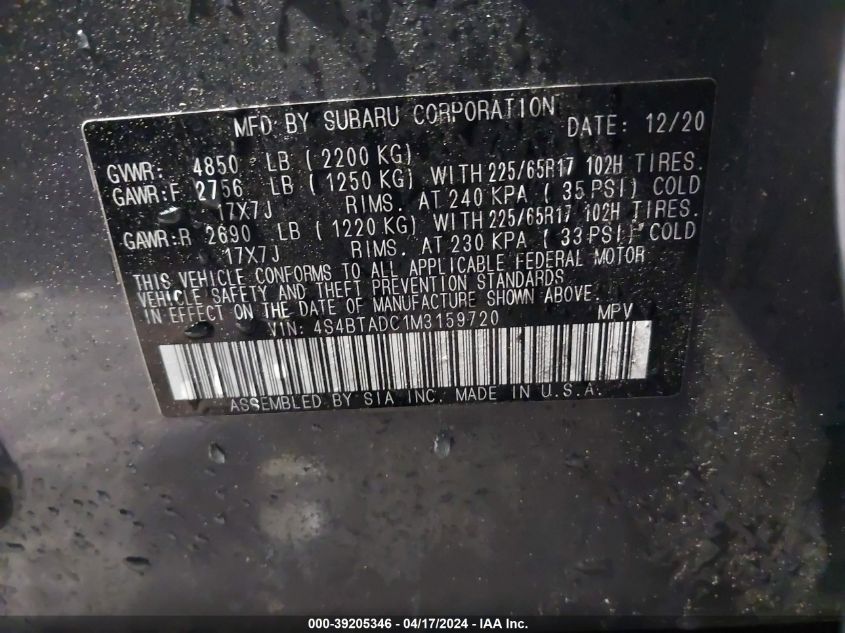 MFD BY SUBARU CORPORATION DATE: 12/20
GVWR: 4850 LB ( 2200 KG)
GAWR:F 2756 LB ( 1250 KG) WITH 225/65R17 102H TIRES.
17X7J RIMS. AT 240 KPA ( 35 PSI) COLD
GAWR:R 2690 LB ( 1220 KG) WITH 225/65R17 102H TIRES.
17X7J RIMS. AT 230 KPA ( 33 PSI) COLD
THIS VEHICLE CONFORMS TO ALL APPLICABLE FEDERAL MOTOR
VEHICLE SAFETY AND THEFT PREVENTION STANDARDS
IN EFFECT ON THE DATE OF MANUFACTURE SHOWN ABOVE.
VIN: 4S4BTADC1M3159720 MPV
ASSEMBLED BY SIA INC. MADE IN U.S.A.
000-39205346 - 04/17/2024 - IAA Inc.